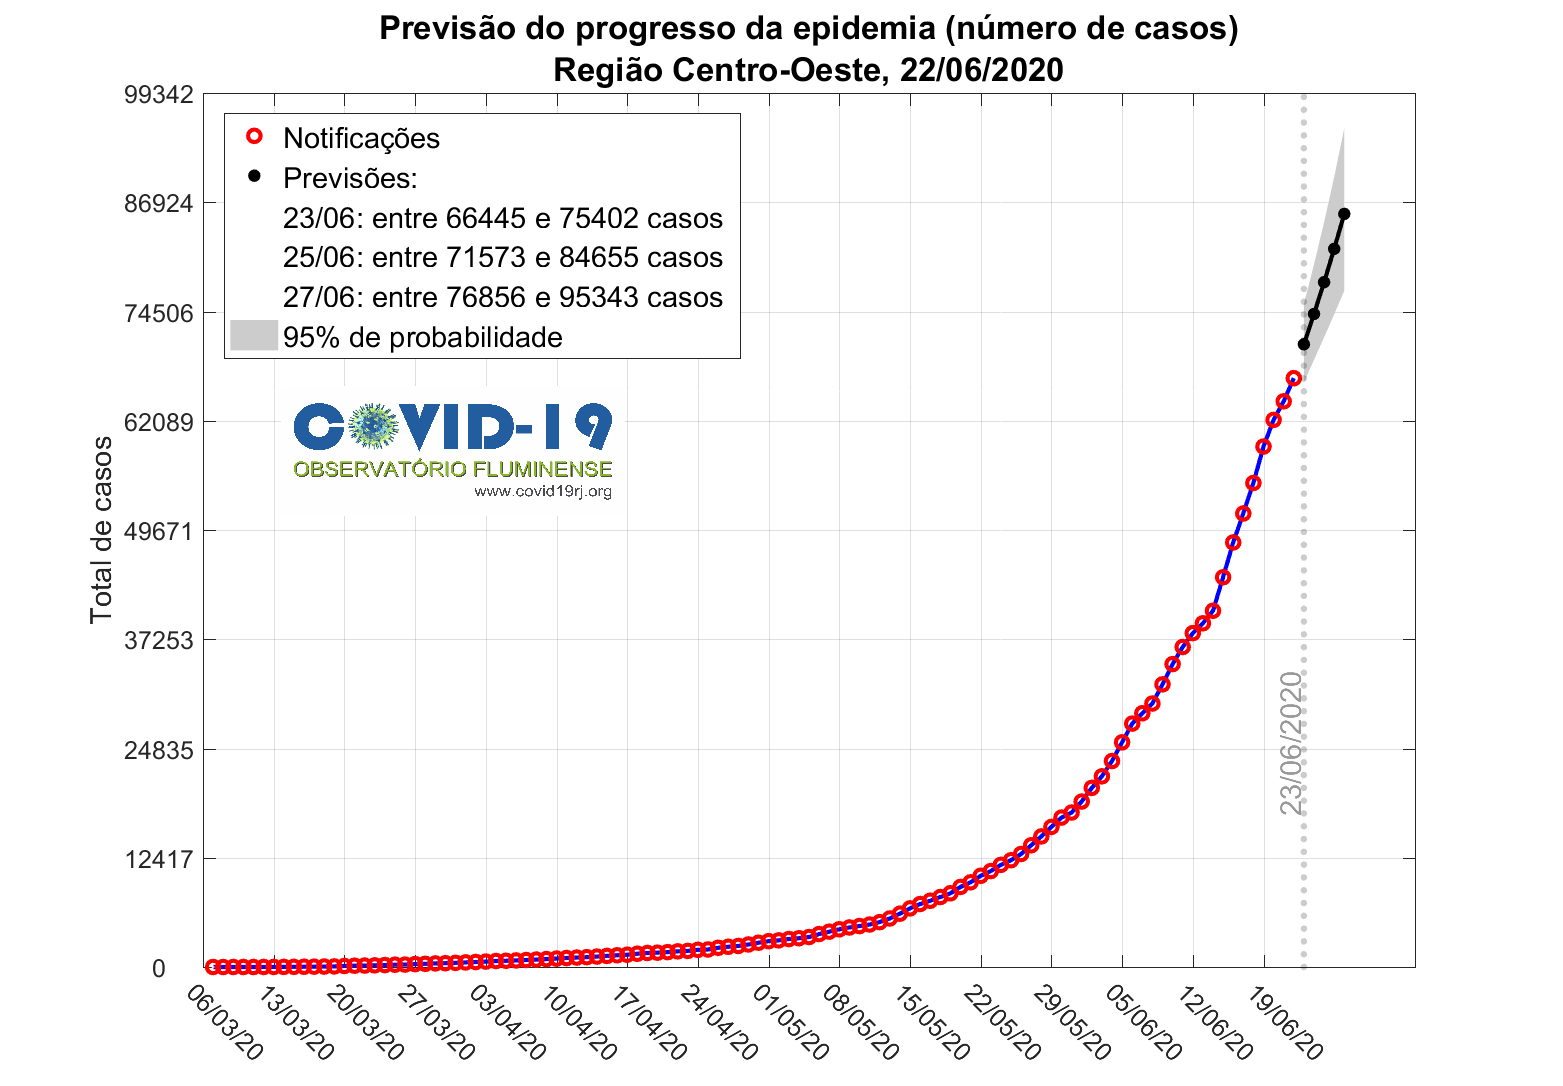 Previsão do progresso da epidemia (número de casos)
Região Centro-Oeste, 22/06/2020
99342
86924
74506
62089
49671
37253
24835
12417
0
Total de casos
Notificações
Previsões:
23/06: entre 66445 e 75402 casos
25/06: entre 71573 e 84655 casos
27/06: entre 76856 e 95343 casos
95% de probabilidade
COVID-19
OBSERVATÓRIO FLUMINENSE
www.covid19rj.org
23/06/2020
06/03/20
13/03/20
20/03/20
27/03/20
03/04/20
10/04/20
17/04/20
24/04/20
01/05/20
08/05/20
15/05/20
22/05/20
29/05/20
05/06/20
12/06/20
19/06/20